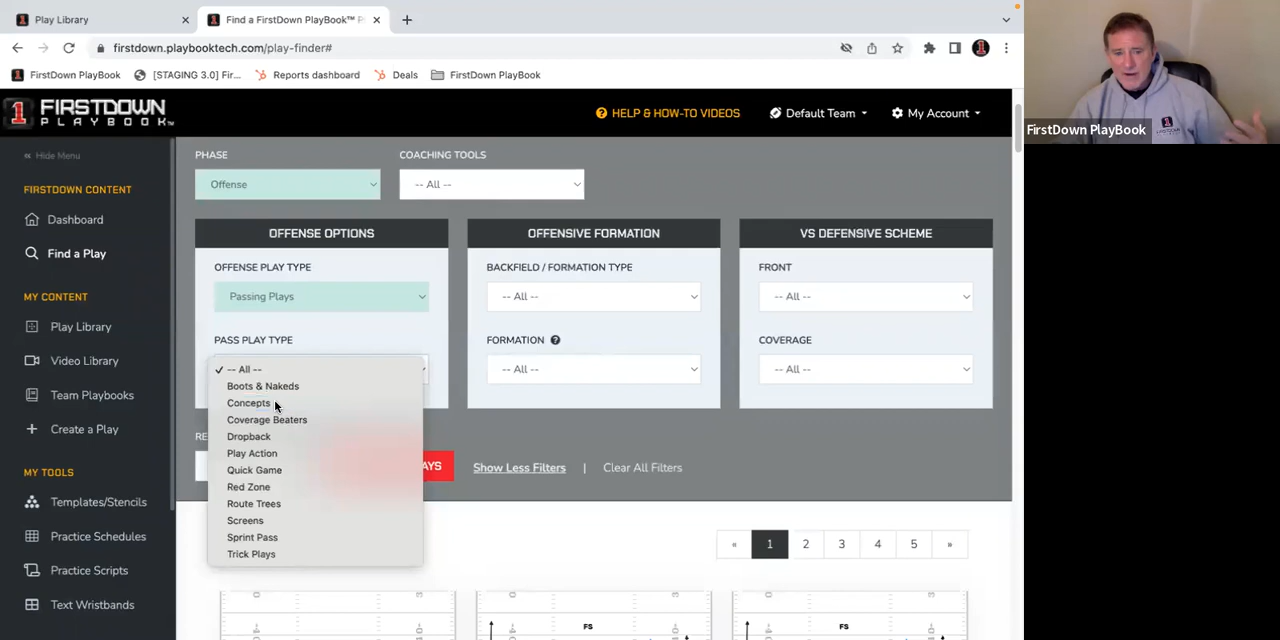 Play Library
Find a FirstDown PlayBook™ P
firstdown.playbooktech.com/play-finder#
FirstDown PlayBook
[STAGING 3.0] Fir...
Reports dashboard
Deals
FirstDown PlayBook
1 FIRSTDOWN
PLAYBOOK™
HELP & HOW-TO VIDEOS
Default Team
My Account
FirstDown PlayBook
Hide Menu
FIRSTDOWN CONTENT
Dashboard
Find a Play
MY CONTENT
Play Library
Video Library
Team Playbooks
Create a Play
MY TOOLS
Templates/Stencils
Practice Schedules
Practice Scripts
Text Wristbands
PHASE
COACHING TOOLS
Offense
-- All --
OFFENSE OPTIONS
OFFENSIVE FORMATION
VS DEFENSIVE SCHEME
OFFENSE PLAY TYPE
BACKFIELD / FORMATION TYPE
FRONT
Passing Plays
-- All --
-- All --
PASS PLAY TYPE
FORMATION
COVERAGE
-- All --
-- All --
✓ -- All --
Boots & Nakeds
Concepts
Coverage Beaters
Dropback
Play Action
Quick Game
Red Zone
Route Trees
Screens
Sprint Pass
Trick Plays
RE
AYS
Show Less Filters
|
Clear All Filters
« 1 2 3 4 5 »
FS
FS